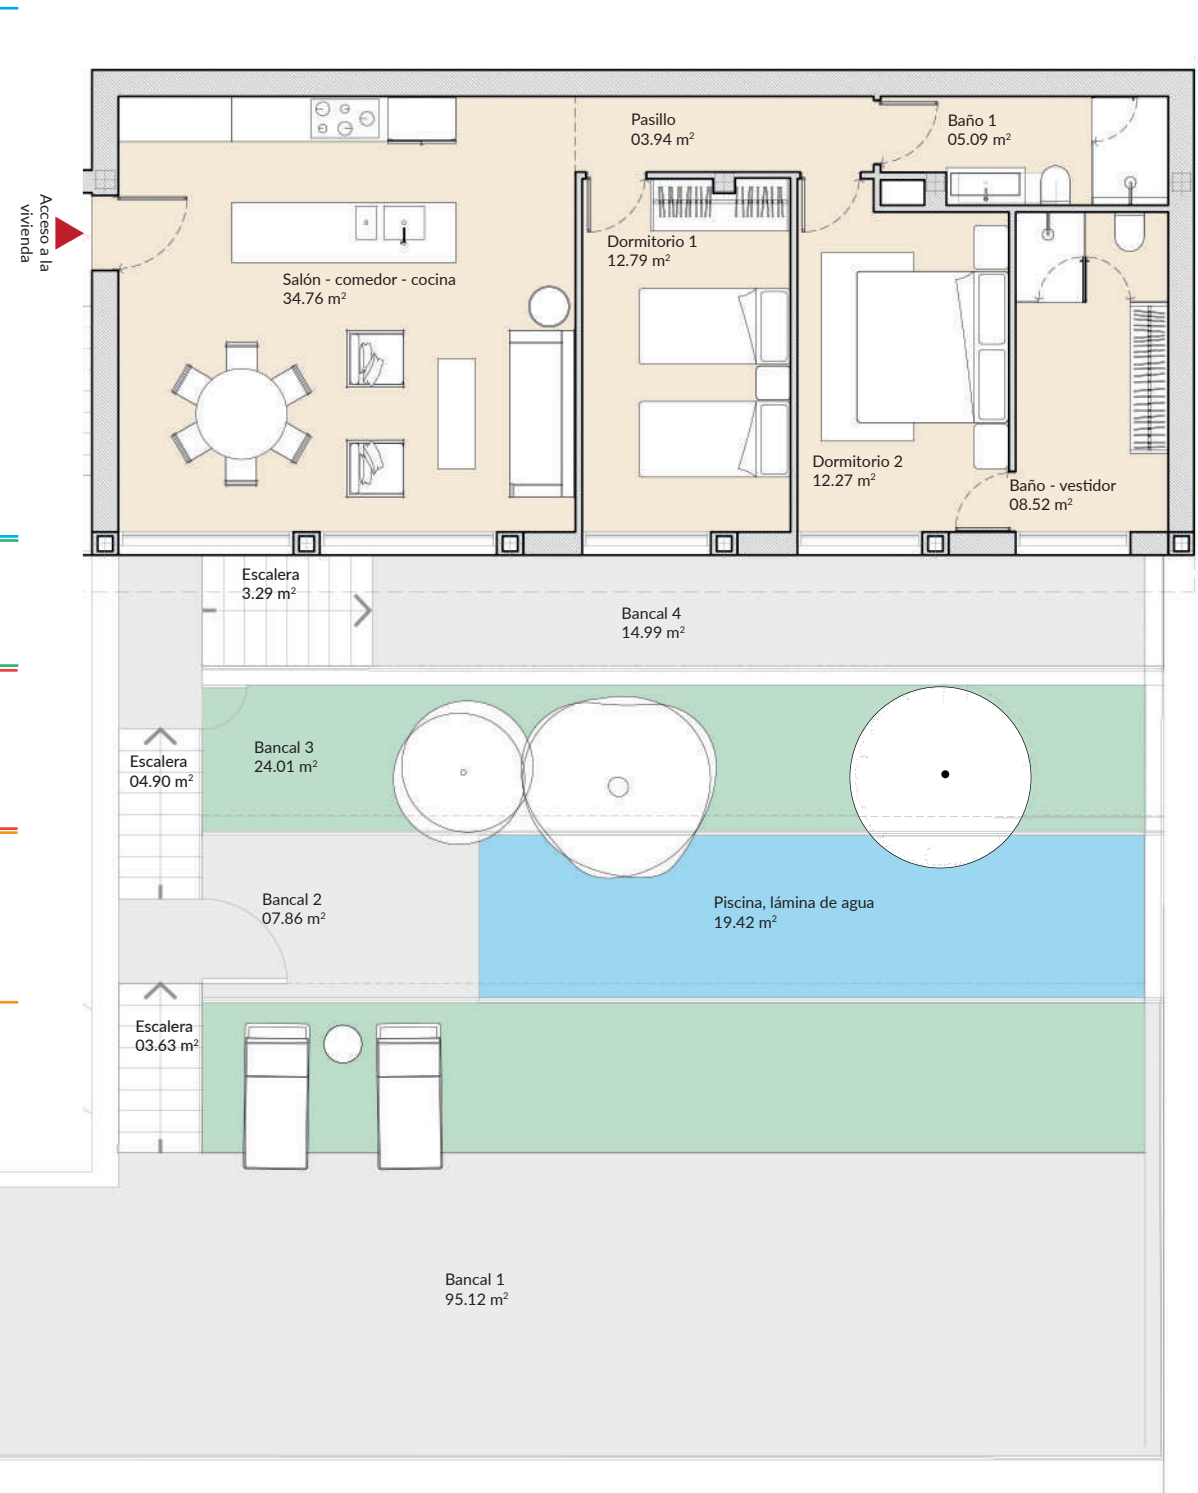 Pasillo
03.94 m²
Baño 1
05.09 m²
Acceso a la
vivienda
Dormitorio 1
12.79 m²
Salón - comedor - cocina
34.76 m²
Dormitorio 2
12.27 m²
Baño - vestidor
08.52 m²
Escalera
3.29 m²
Bancal 4
14.99 m²
Bancal 3
24.01 m²
Escalera
04.90 m²
Bancal 2
07.86 m²
Piscina, lámina de agua
19.42 m²
Escalera
03.63 m²
Bancal 1
95.12 m²